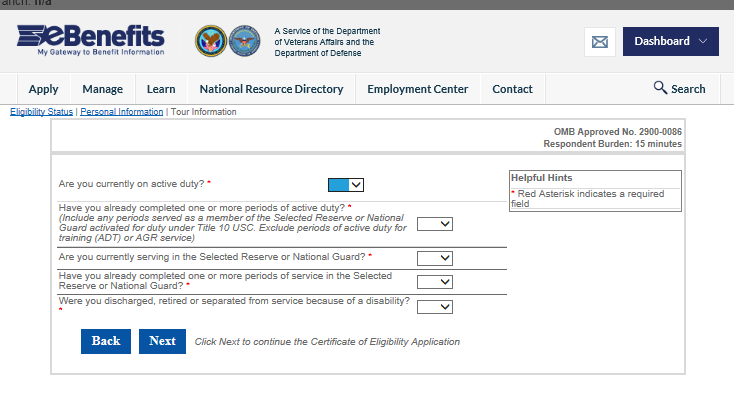 anch: n/a
eBenefits
My Gateway to Benefit Information
A Service of the Department
of Veterans Affairs and the
Department of Defense
Dashboard
Apply Manage Learn National Resource Directory Employment Center Contact Search
Eligibility Status | Personal Information | Tour Information
OMB Approved No. 2900-0086
Respondent Burden: 15 minutes
Helpful Hints
* Red Asterisk indicates a required
field
Are you currently on active duty? *
Have you already completed one or more periods of active duty? *
(Include any periods served as a member of the Selected Reserve or National
Guard activated for duty under Title 10 USC. Exclude periods of active duty for
training (ADT) or AGR service)
Are you currently serving in the Selected Reserve or National Guard? *
Have you already completed one or more periods of service in the Selected
Reserve or National Guard? *
Were you discharged, retired or separated from service because of a disability?
*
Back Next Click Next to continue the Certificate of Eligibility Application